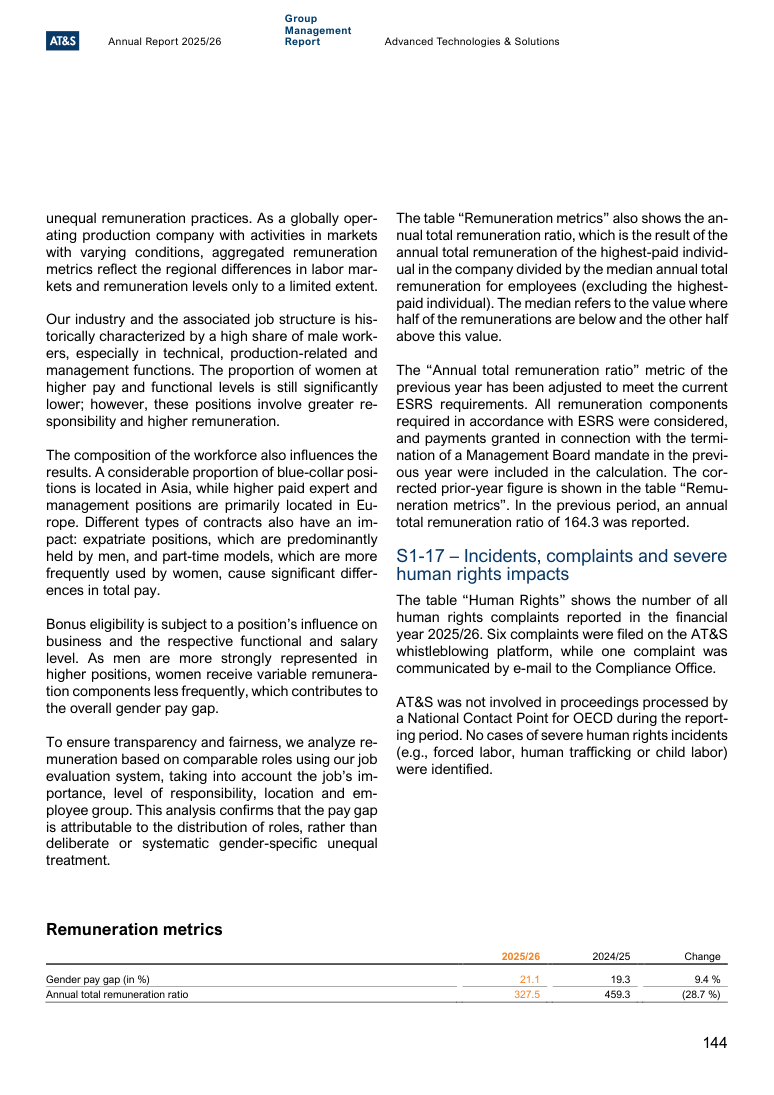 AT&S
Annual Report 2025/26
Group
Management
Report
Advanced Technologies & Solutions
unequal remuneration practices. As a globally oper-
ating production company with activities in markets
with varying conditions, aggregated remuneration
metrics reflect the regional differences in labor mar-
kets and remuneration levels only to a limited extent.
Our industry and the associated job structure is his-
torically characterized by a high share of male work-
ers, especially in technical, production-related and
management functions. The proportion of women at
higher pay and functional levels is still significantly
lower; however, these positions involve greater re-
sponsibility and higher remuneration.
The composition of the workforce also influences the
results. A considerable proportion of blue-collar posi-
tions is located in Asia, while higher paid expert and
management positions are primarily located in Eu-
rope. Different types of contracts also have an im-
pact: expatriate positions, which are predominantly
held by men, and part-time models, which are more
frequently used by women, cause significant differ-
ences in total pay.
Bonus eligibility is subject to a position's influence on
business and the respective functional and salary
level. As men are more strongly represented in
higher positions, women receive variable remunera-
tion components less frequently, which contributes to
the overall gender pay gap.
To ensure transparency and fairness, we analyze re-
muneration based on comparable roles using our job
evaluation system, taking into account the job's im-
portance, level of responsibility, location and em-
ployee group. This analysis confirms that the pay gap
is attributable to the distribution of roles, rather than
deliberate or systematic gender-specific unequal
treatment.
The table “Remuneration metrics” also shows the an-
nual total remuneration ratio, which is the result of the
annual total remuneration of the highest-paid individ-
ual in the company divided by the median annual total
remuneration for employees (excluding the highest-
paid individual). The median refers to the value where
half of the remunerations are below and the other half
above this value.
The “Annual total remuneration ratio” metric of the
previous year has been adjusted to meet the current
ESRS requirements. All remuneration components
required in accordance with ESRS were considered,
and payments granted in connection with the termi-
nation of a Management Board mandate in the previ-
ous year were included in the calculation. The cor-
rected prior-year figure is shown in the table “Remu-
neration metrics”. In the previous period, an annual
total remuneration ratio of 164.3 was reported.
S1-17 – Incidents, complaints and severe
human rights impacts
The table “Human Rights” shows the number of all
human rights complaints reported in the financial
year 2025/26. Six complaints were filed on the AT&S
whistleblowing platform, while one complaint was
communicated by e-mail to the Compliance Office.
AT&S was not involved in proceedings processed by
a National Contact Point for OECD during the report-
ing period. No cases of severe human rights incidents
(e.g., forced labor, human trafficking or child labor)
were identified.
Remuneration metrics
2025/26 2024/25 Change
Gender pay gap (in %) 21.1 19.3 9.4 %
Annual total remuneration ratio 327.5 459.3 (28.7 %)
144